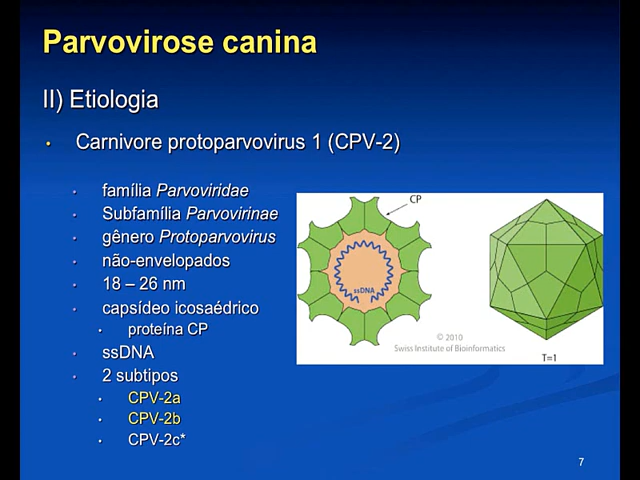 Parvovirose canina
II) Etiologia
• Carnivore protoparvovirus 1 (CPV-2)
• família Parvoviridae
• Subfamília Parvovirinae
• gênero Protoparvovirus
• não-envelopados
• 18 – 26 nm
• capsídeo icosaédrico
• proteína CP
• ssDNA
• 2 subtipos
• CPV-2a
• CPV-2b
• CPV-2c*
CP
ssDNA
© 2010
Swiss Institute of Bioinformatics
T=1
7